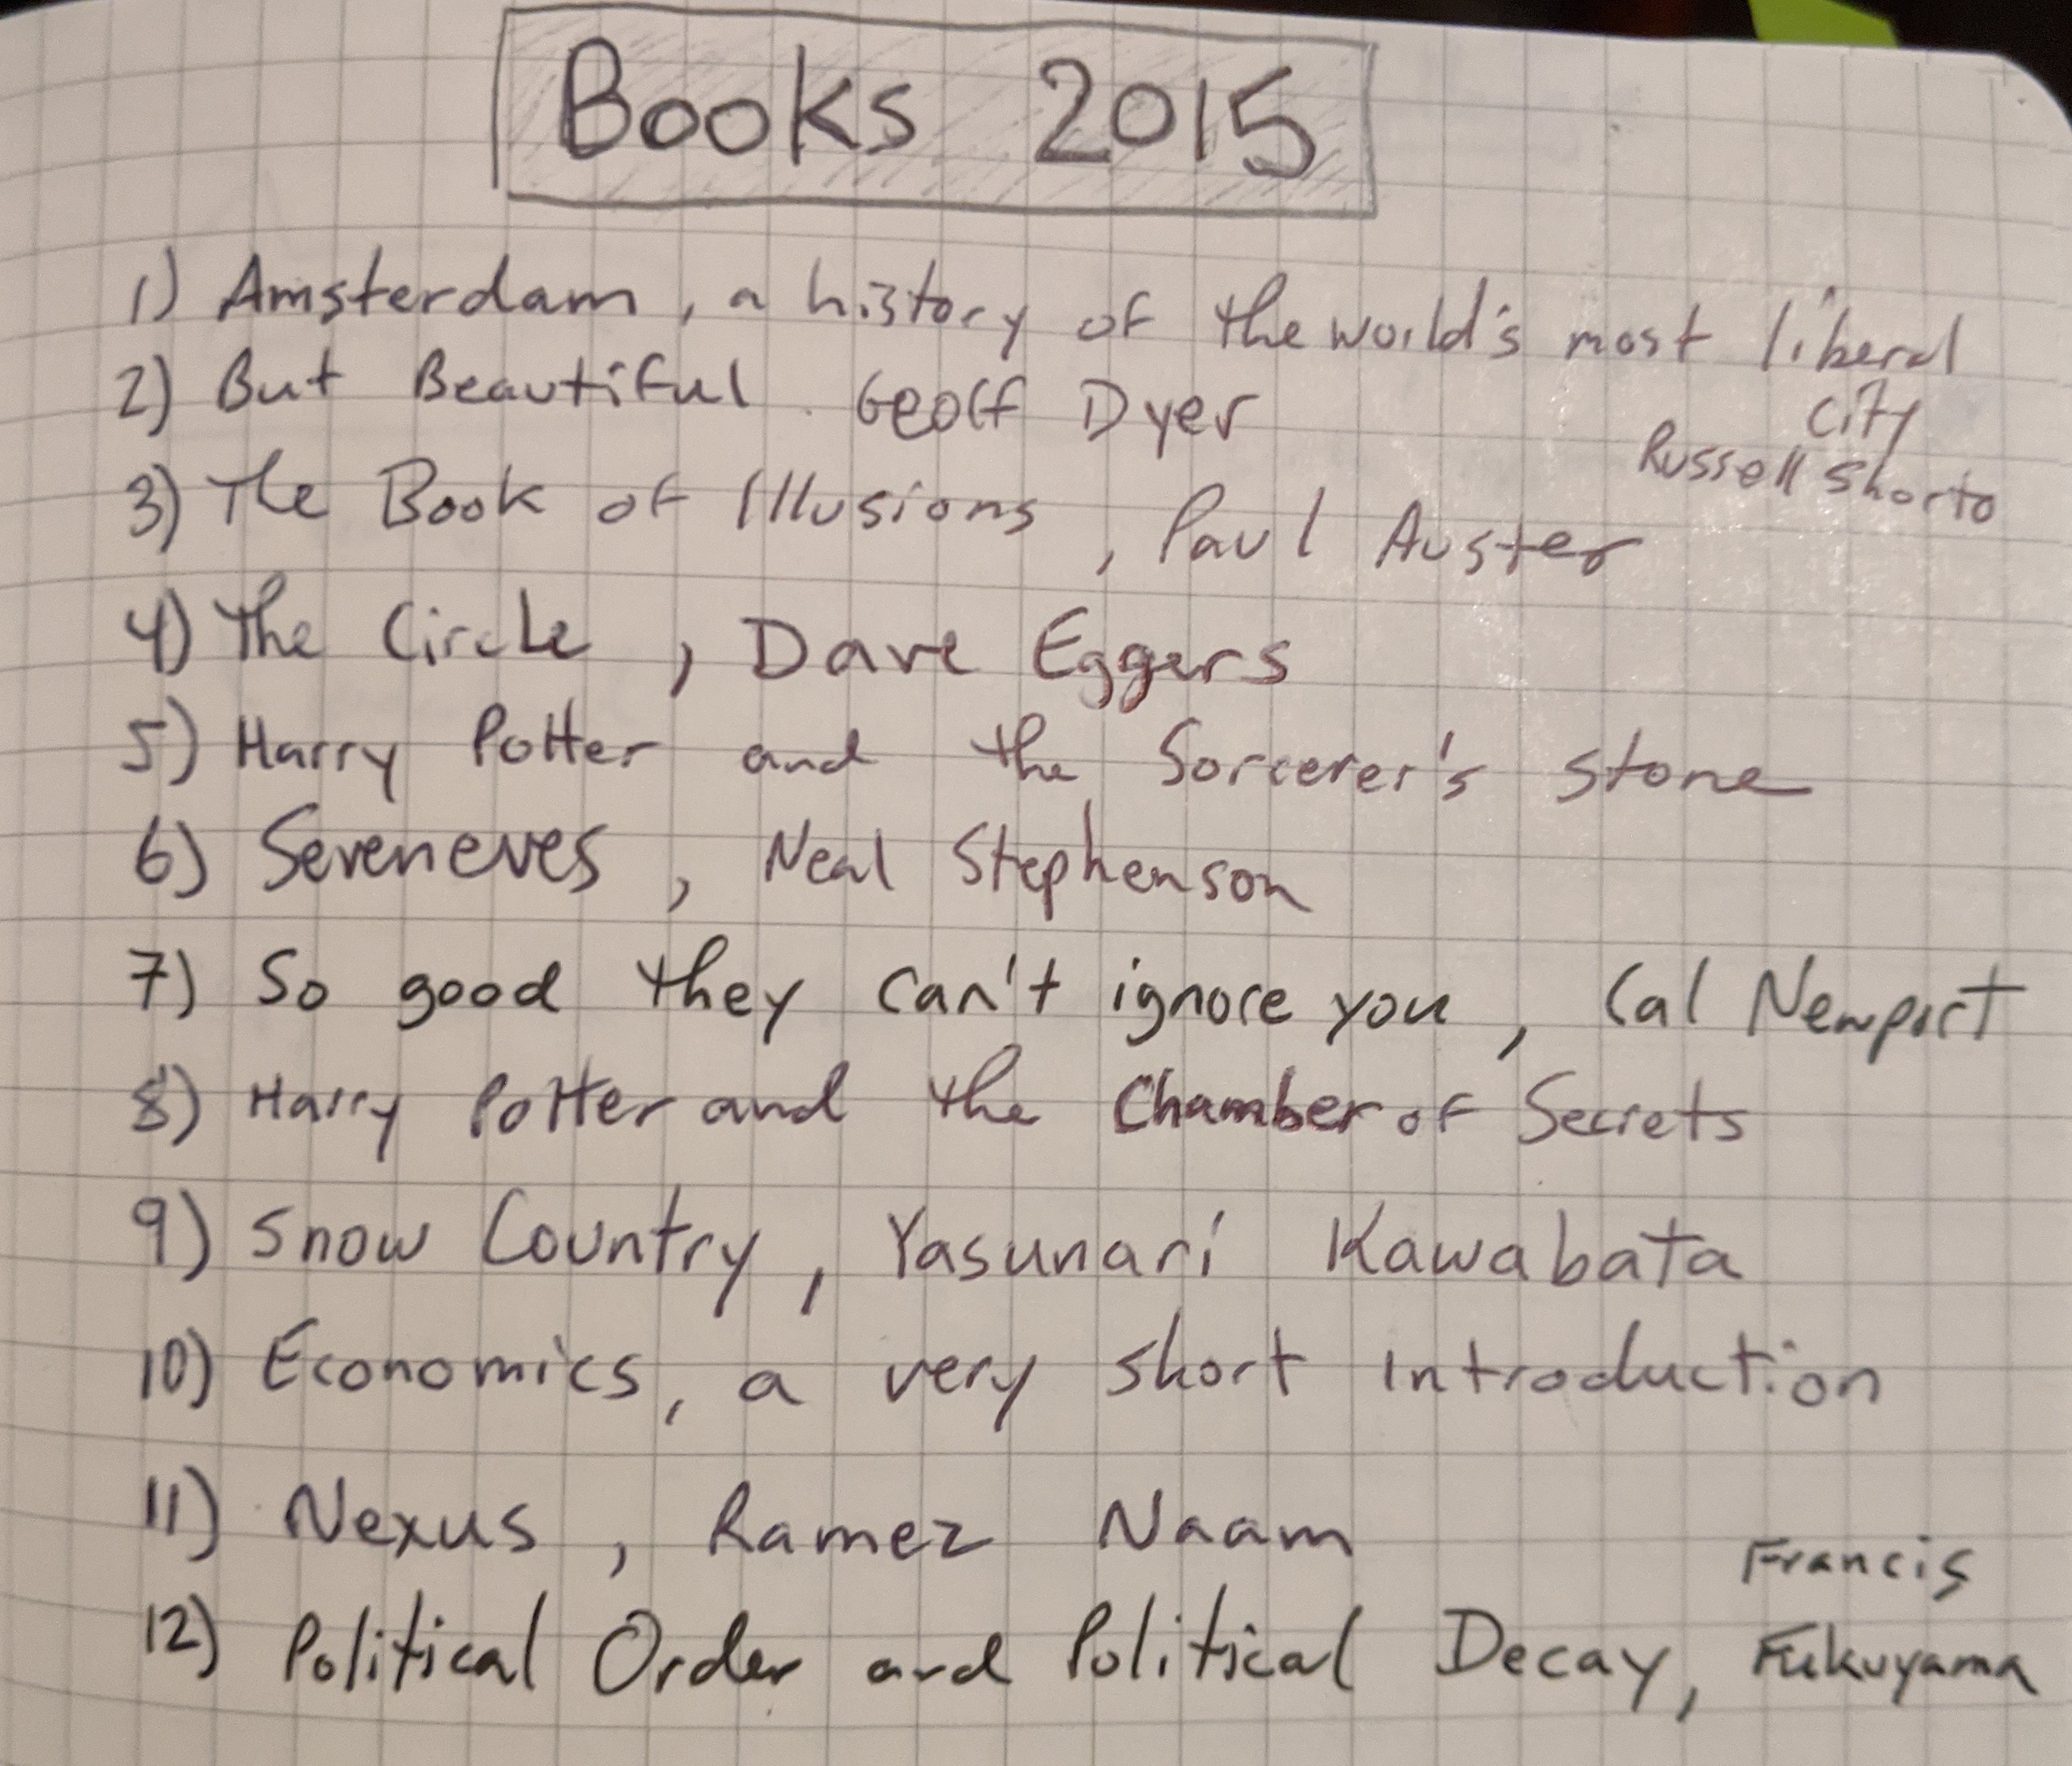 Books 2015
1) Amsterdam, a history of the world's most liberal
city
Russell Shorto
2) But Beautiful. Geoff Dyer
3) The Book of Illusions, Paul Auster
4) The Circle, Dave Eggers
5) Harry Potter and the Sorcerer's stone
6) Seveneves, Neal Stephenson
7) So good they can't ignore you, Cal Newport
8) Harry Potter and the Chamber of Secrets
9) Snow Country, Yasunari Kawabata
10) Economics, a very short introduction
11) Nexus, Ramez Naam
12) Political Order and Political Decay, Francis
Fukuyama